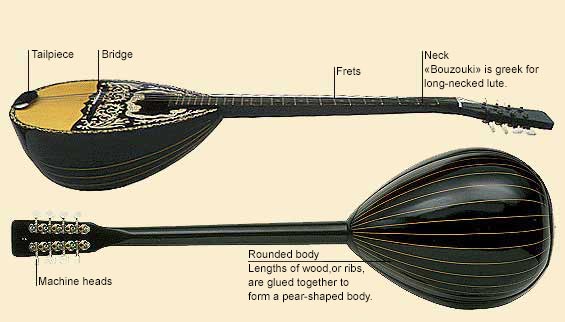 Tailpiece
Bridge
Frets
Neck
«Bouzouki» is greek for
long-necked lute.
Rounded body
Lengths of wood,or ribs,
are glued together to
form a pear-shaped body.
Machine heads